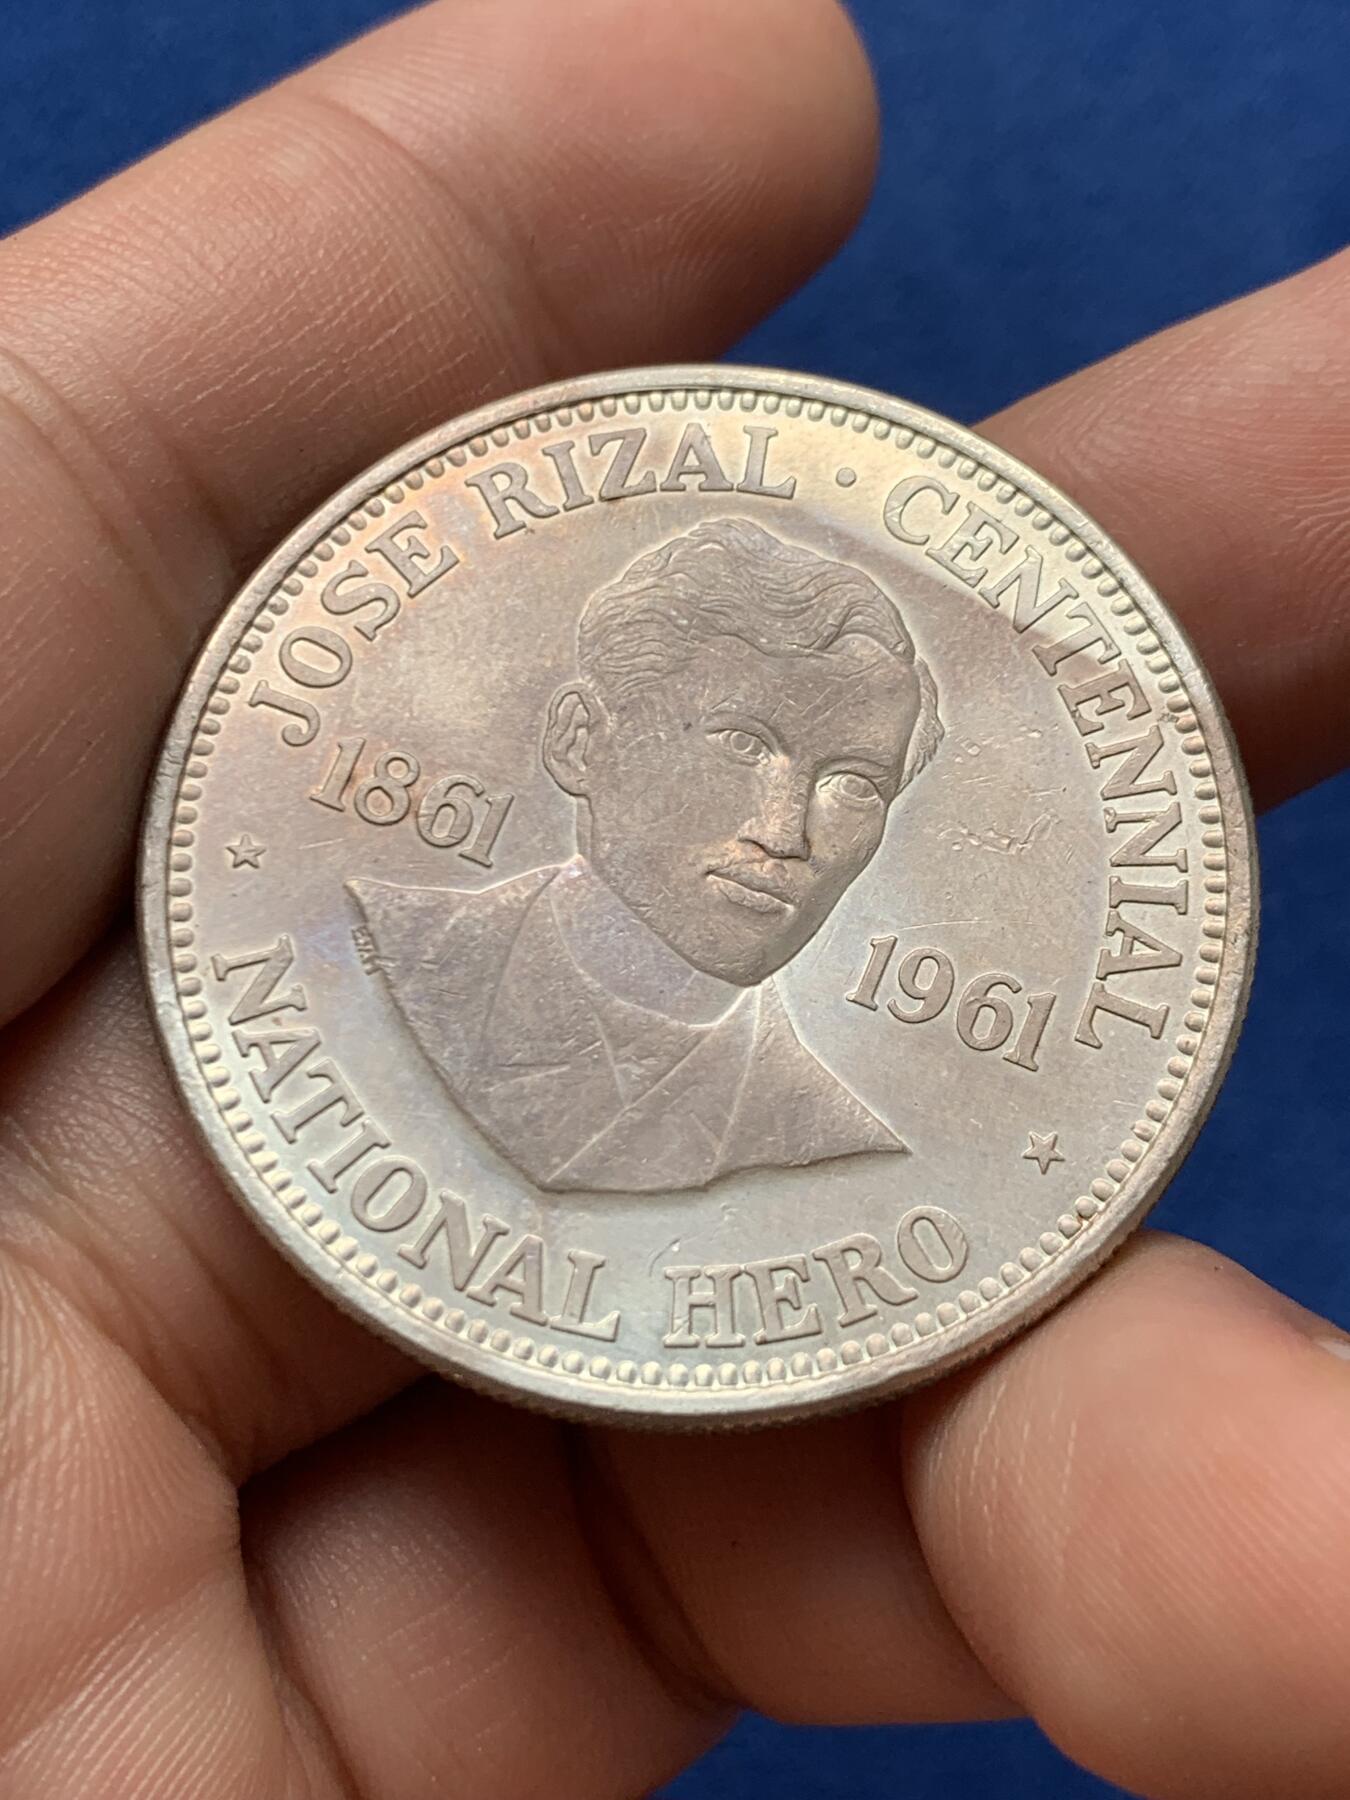 JOSE RIZAL · CENTENNIAL
1861
1961
NATIONAL HERO